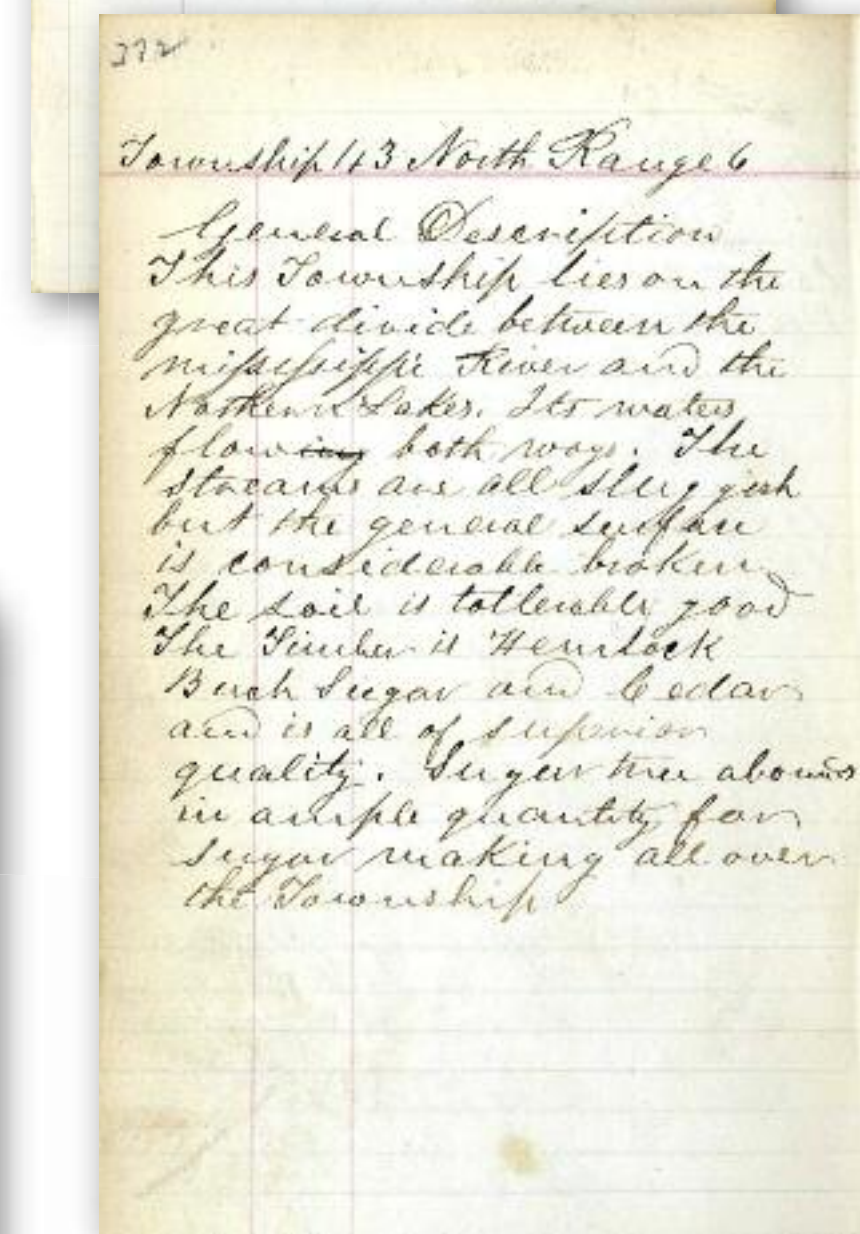 372
Township 43 North Range 6
General Description
This Township lies on the
great divide between the
Missississippi River and the
Northern Lakes. Its waters
flowing both ways. The
streams are all sluggish
but the general surface
is considerable broken
The soil is tollerable good
The Timber is Hemlock
Birch Sugar and Cedar
and is all of superior
quality. Sugar tree abounds
in ample quantity for
sugar making all over
the Township